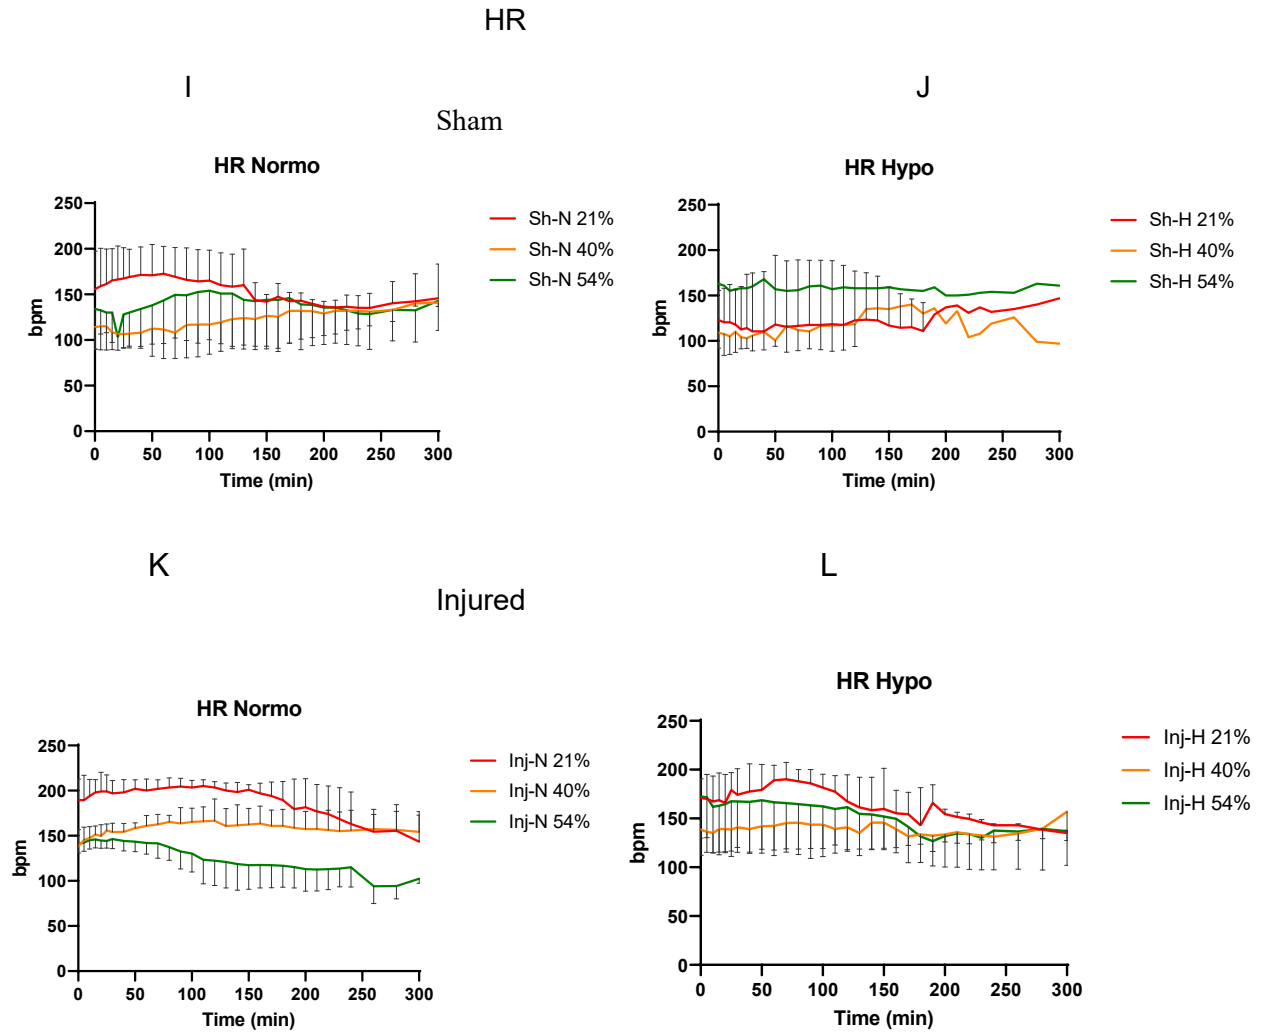 HR
I
J
Sham
HR Normo
250
200
150
100
50
0
bpm
0 50 100 150 200 250 300
Time (min)
Sh-N 21%
Sh-N 40%
Sh-N 54%
HR Hypo
250
200
150
100
50
0
bpm
0 50 100 150 200 250 300
Time (min)
Sh-H 21%
Sh-H 40%
Sh-H 54%
K
L
Injured
HR Normo
250
200
150
100
50
0
bpm
0 50 100 150 200 250 300
Time (min)
Inj-N 21%
Inj-N 40%
Inj-N 54%
HR Hypo
250
200
150
100
50
0
bpm
0 50 100 150 200 250 300
Time (min)
Inj-H 21%
Inj-H 40%
Inj-H 54%